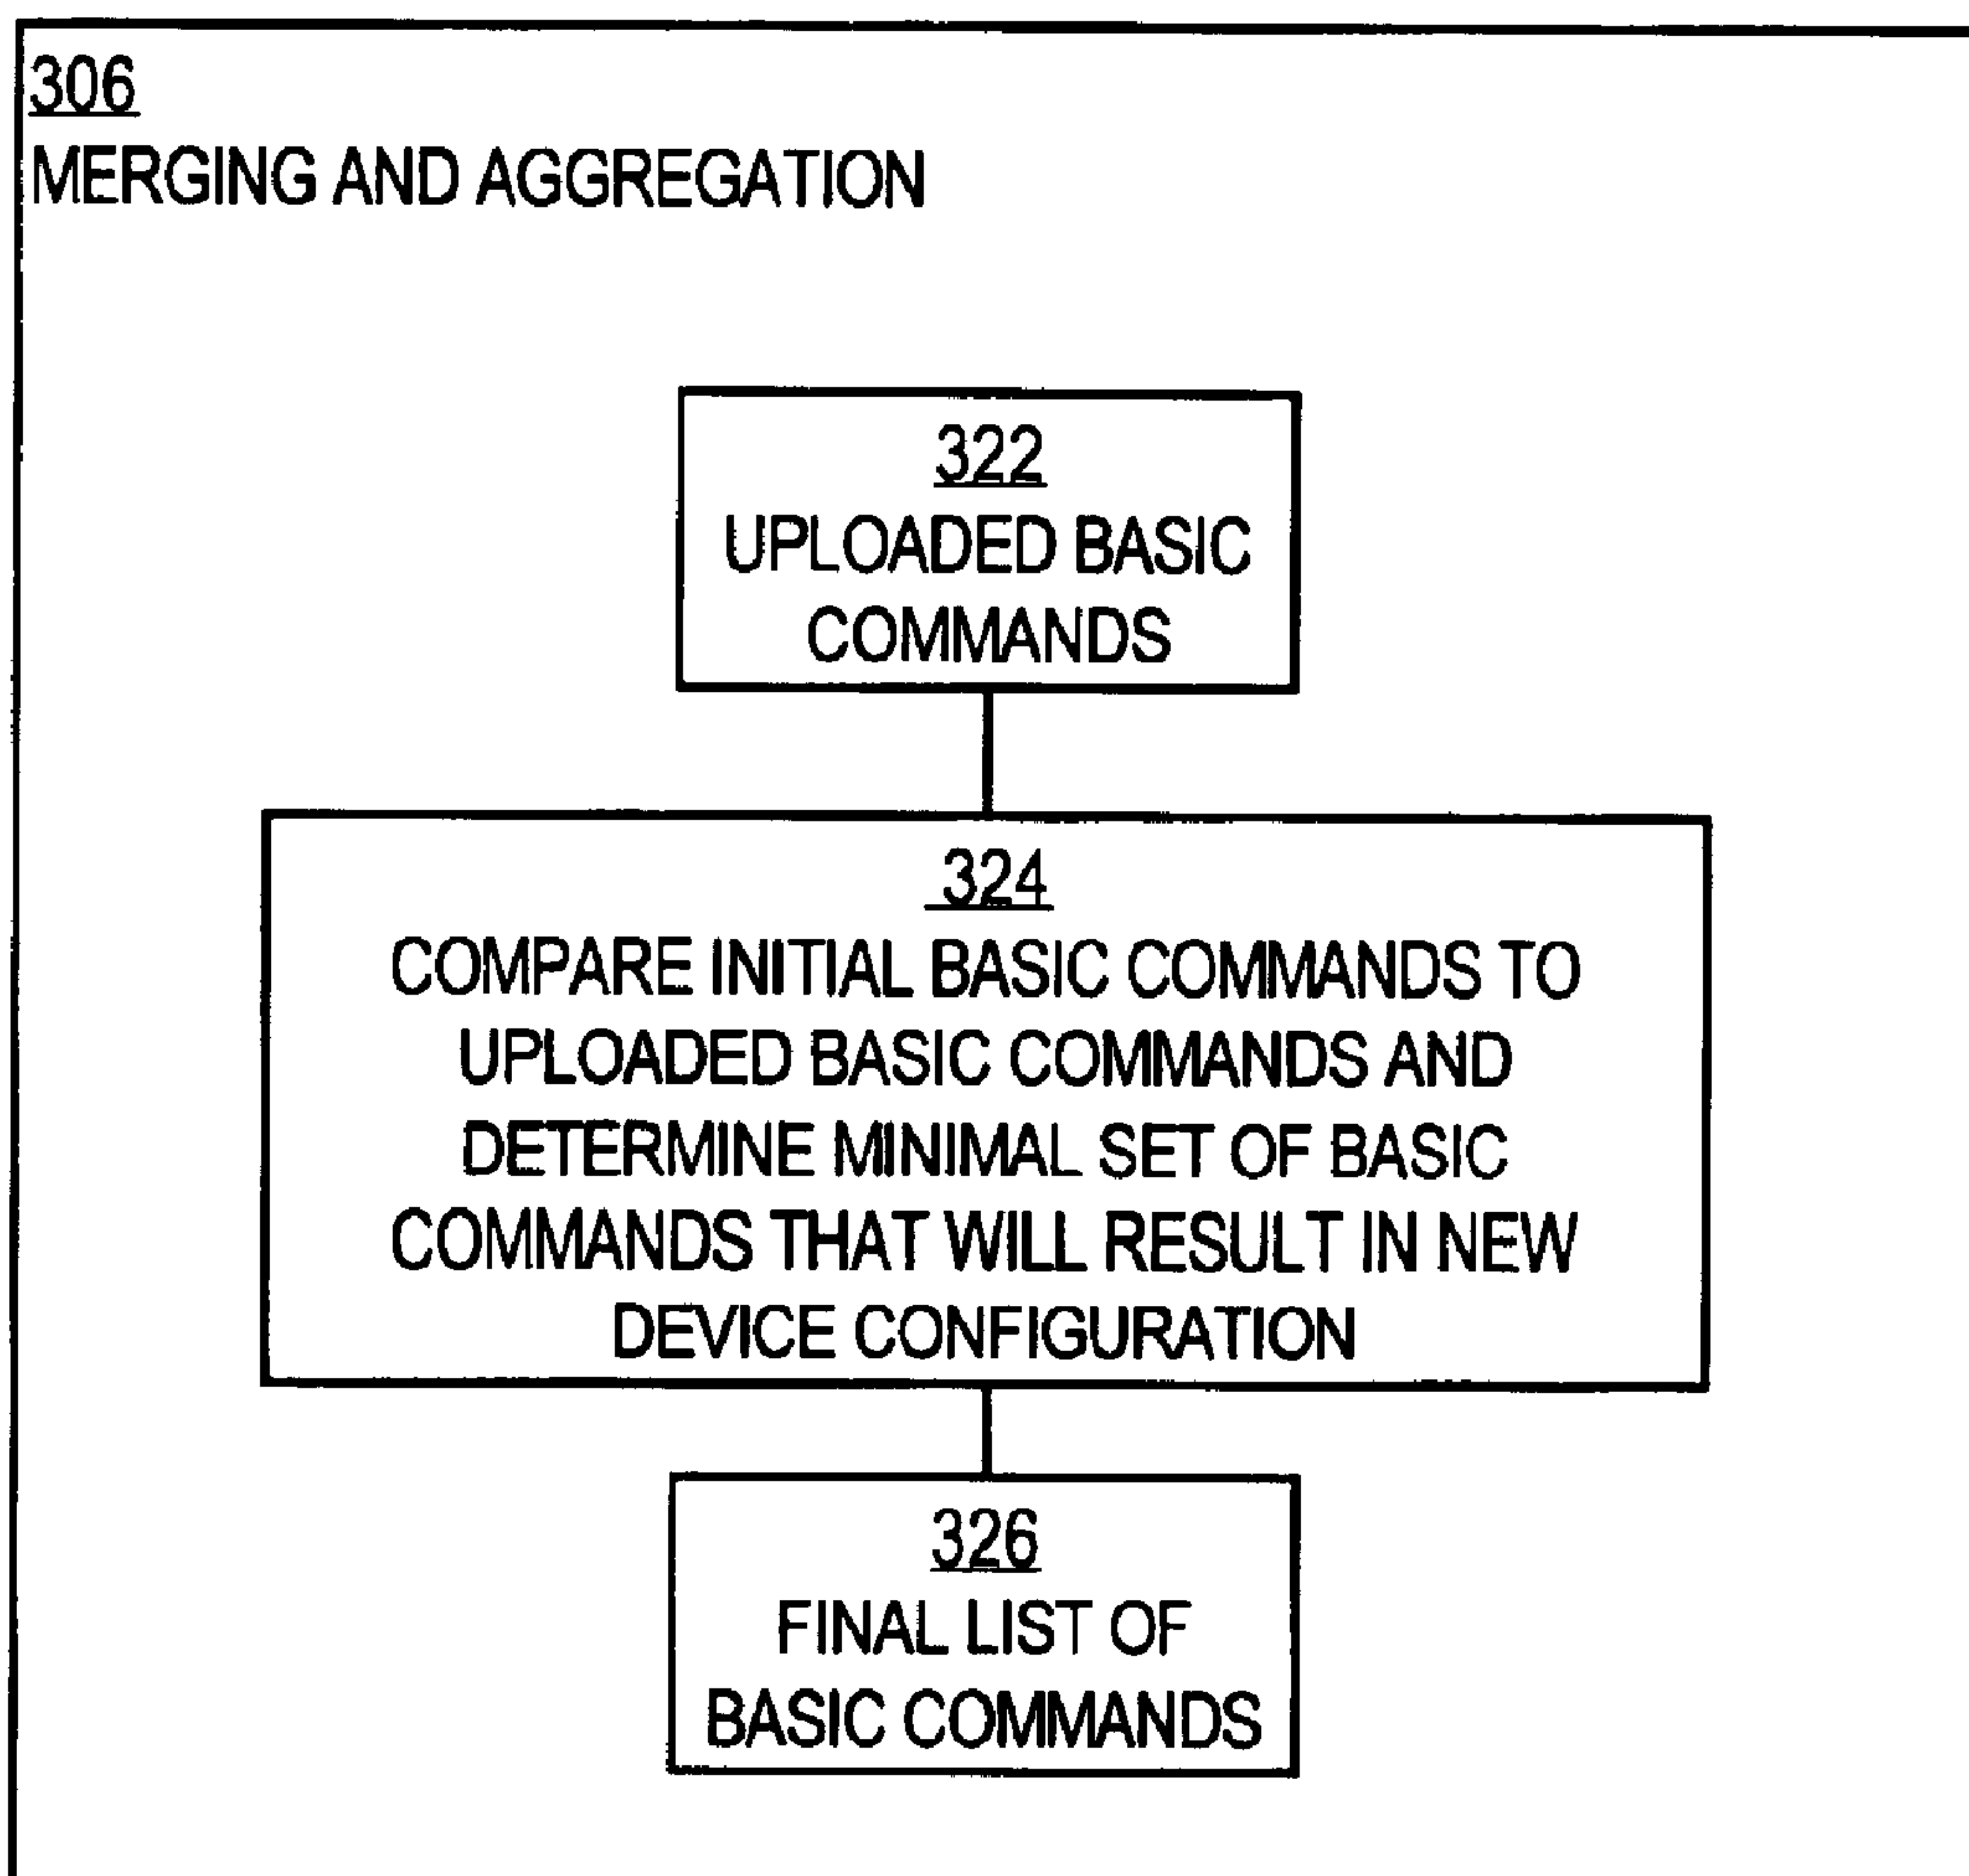 306
MERGING AND AGGREGATION
322
UPLOADED BASIC
COMMANDS
324
COMPARE INITIAL BASIC COMMANDS TO
UPLOADED BASIC COMMANDS AND
DETERMINE MINIMAL SET OF BASIC
COMMANDS THAT WILL RESULT IN NEW
DEVICE CONFIGURATION
326
FINAL LIST OF
BASIC COMMANDS